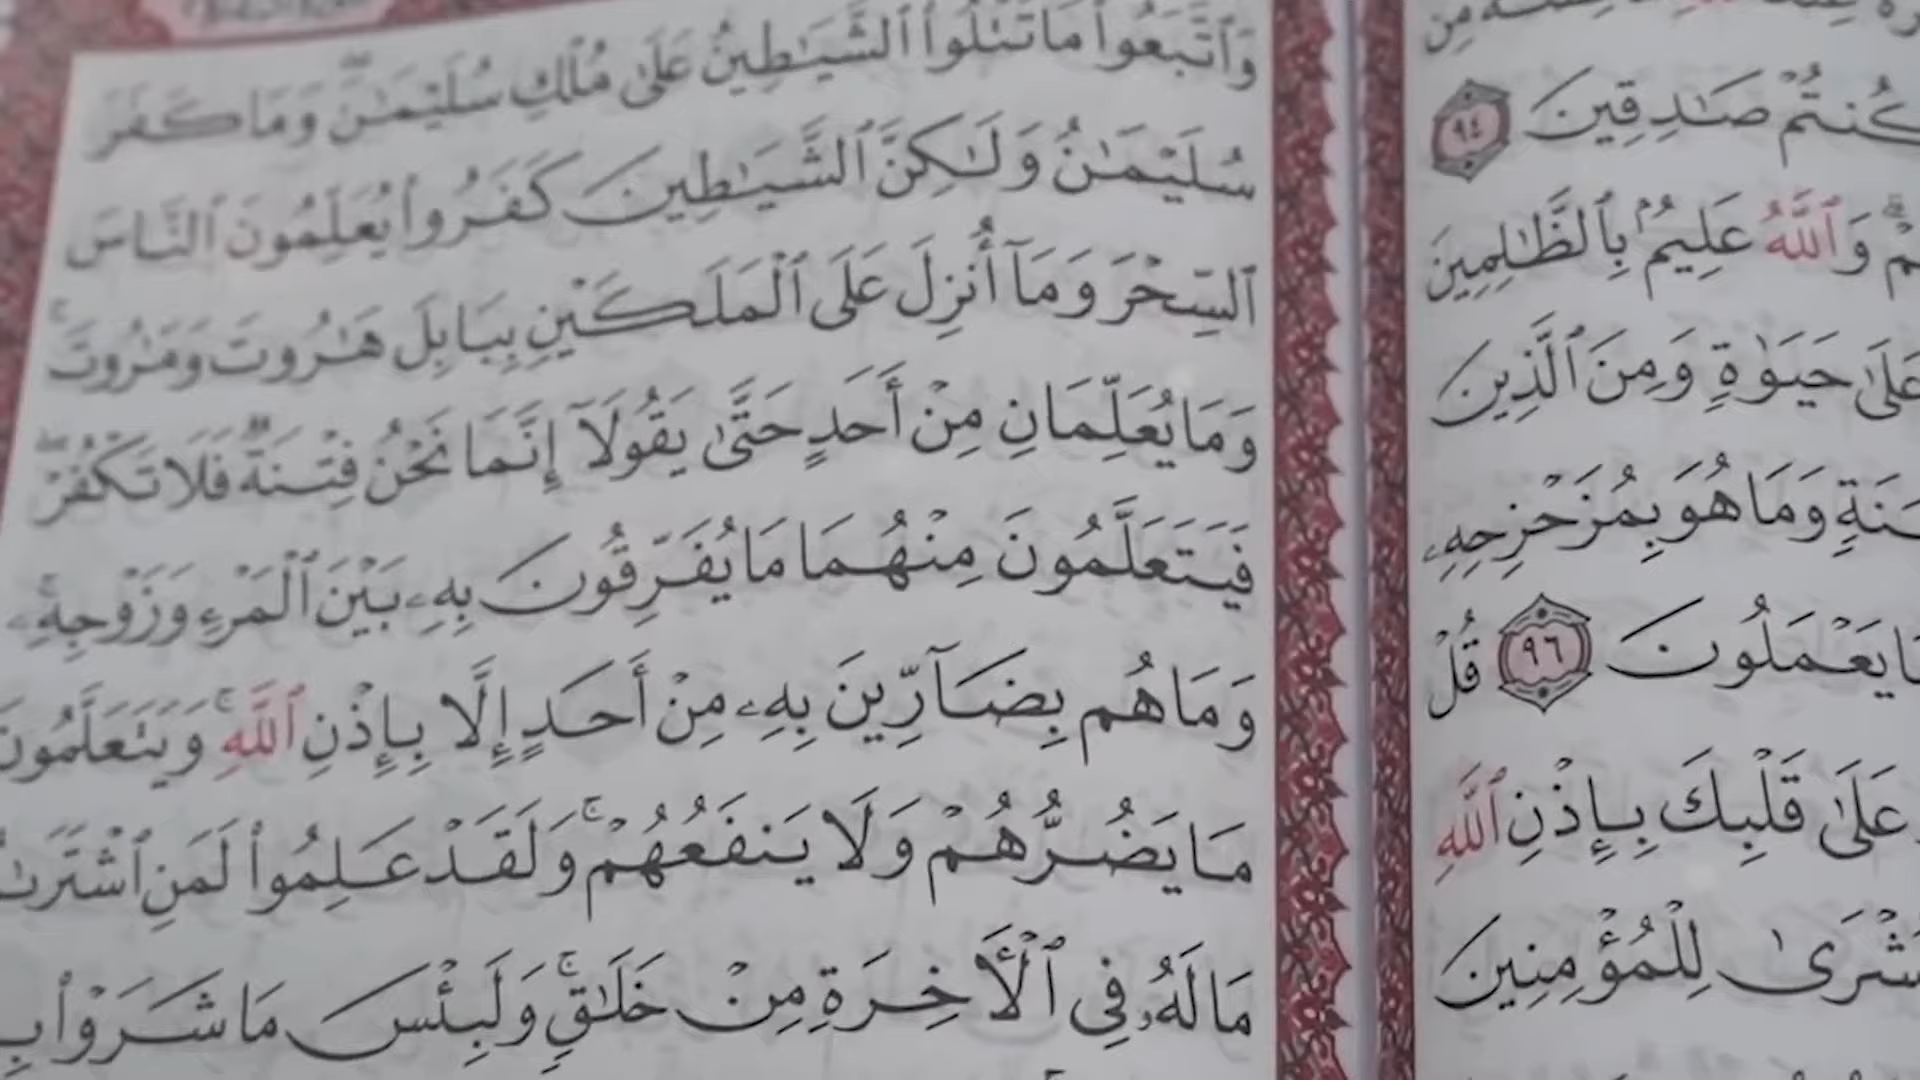 مِن
كُنتُمْ صَٰدِقِينَ ٩٤
وَٱللَّهُ عَلِيمٌۢ بِٱلظَّٰلِمِينَ
عَلَىٰ حَيَوٰةٍ وَمِنَ ٱلَّذِينَ
سَنَةٍ وَمَا هُوَ بِمُزَحْزِحِهِۦ
يَعْمَلُونَ ٩٦ قُلْ
عَلَىٰ قَلْبِكَ بِإِذْنِ ٱللَّهِ
لِلْمُؤْمِنِينَ
وَٱتَّبَعُوا۟ مَا تَتْلُوا۟ ٱلشَّيَٰطِينُ عَلَىٰ مُلْكِ سُلَيْمَٰنَۖ وَمَا كَفَرَ
سُلَيْمَٰنُ وَلَٰكِنَّ ٱلشَّيَٰطِينَ كَفَرُوا۟ يُعَلِّمُونَ ٱلنَّاسَ
ٱلسِّحْرَ وَمَآ أُنزِلَ عَلَى ٱلْمَلَكَيْنِ بِبَابِلَ هَٰرُوتَ وَمَٰرُوتَۚ
وَمَا يُعَلِّمَانِ مِنْ أَحَدٍ حَتَّىٰ يَقُولَآ إِنَّمَا نَحْنُ فِتْنَةٌ فَلَا تَكْفُرْۖ
فَيَتَعَلَّمُونَ مِنْهُمَا مَا يُفَرِّقُونَ بِهِۦ بَيْنَ ٱلْمَرْءِ وَزَوْجِهِۦۚ
وَمَا هُم بِضَآرِّينَ بِهِۦ مِنْ أَحَدٍ إِلَّا بِإِذْنِ ٱللَّهِۚ وَيَتَعَلَّمُونَ
مَا يَضُرُّهُمْ وَلَا يَنفَعُهُمْۚ وَلَقَدْ عَلِمُوا۟ لَمَنِ ٱشْتَرَىٰ
مَا لَهُۥ فِى ٱلْأَخِرَةِ مِنْ خَلَٰقٍۚ وَلَبِئْسَ مَا شَرَوْا۟